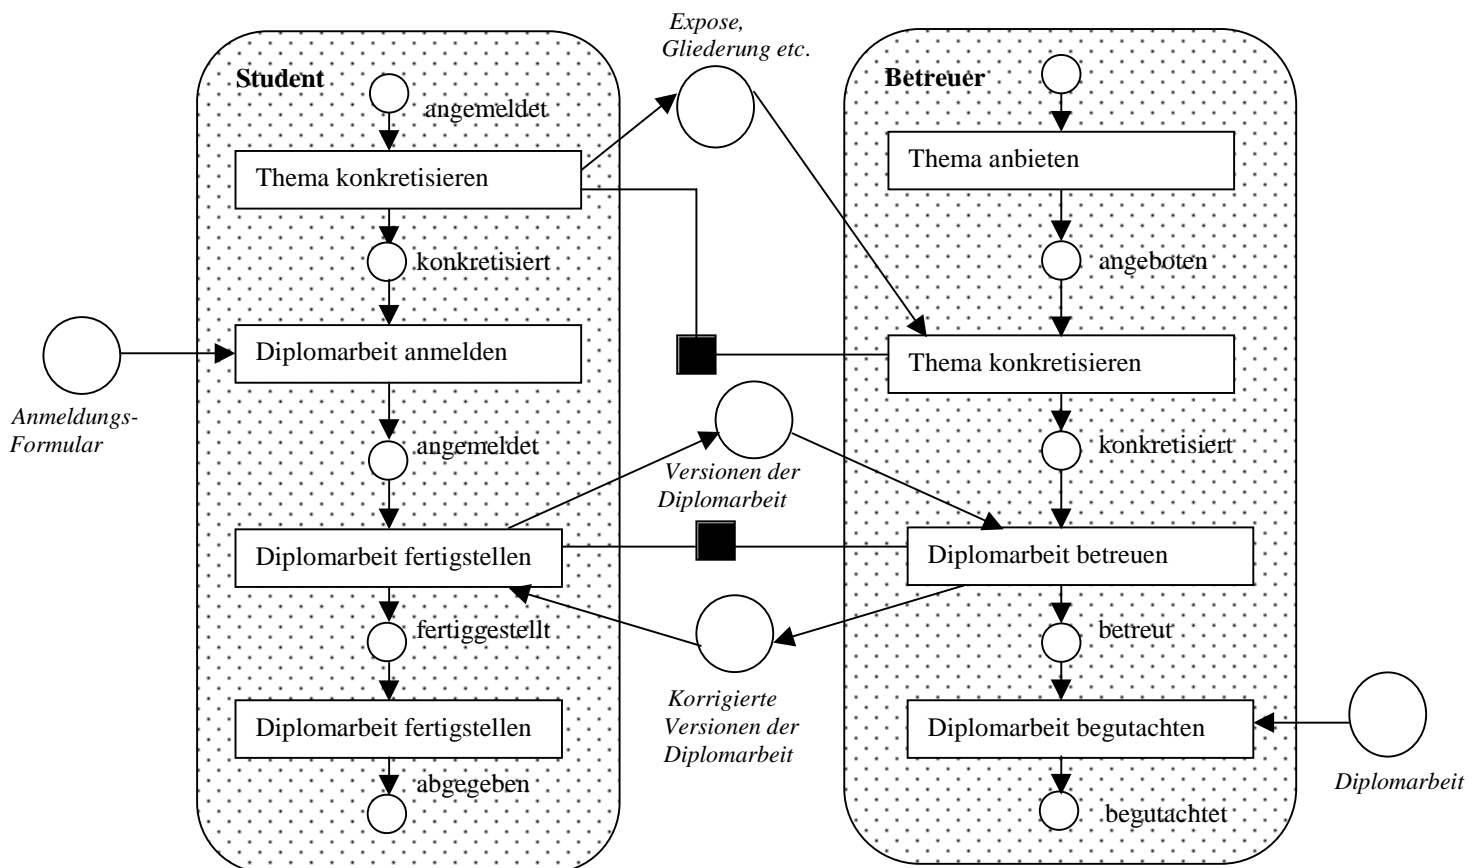 Expose,
Gliederung etc.
Student
angemeldet
Thema konkretisieren
konkretisiert
Diplomarbeit anmelden
Anmeldungs-
Formular
angemeldet
Diplomarbeit fertigstellen
fertiggestellt
Diplomarbeit fertigstellen
abgegeben
Versionen der
Diplomarbeit
Korrigierte
Versionen der
Diplomarbeit
Betreuer
Thema anbieten
angeboten
Thema konkretisieren
konkretisiert
Diplomarbeit betreuen
betreut
Diplomarbeit begutachten
Diplomarbeit
begutachtet